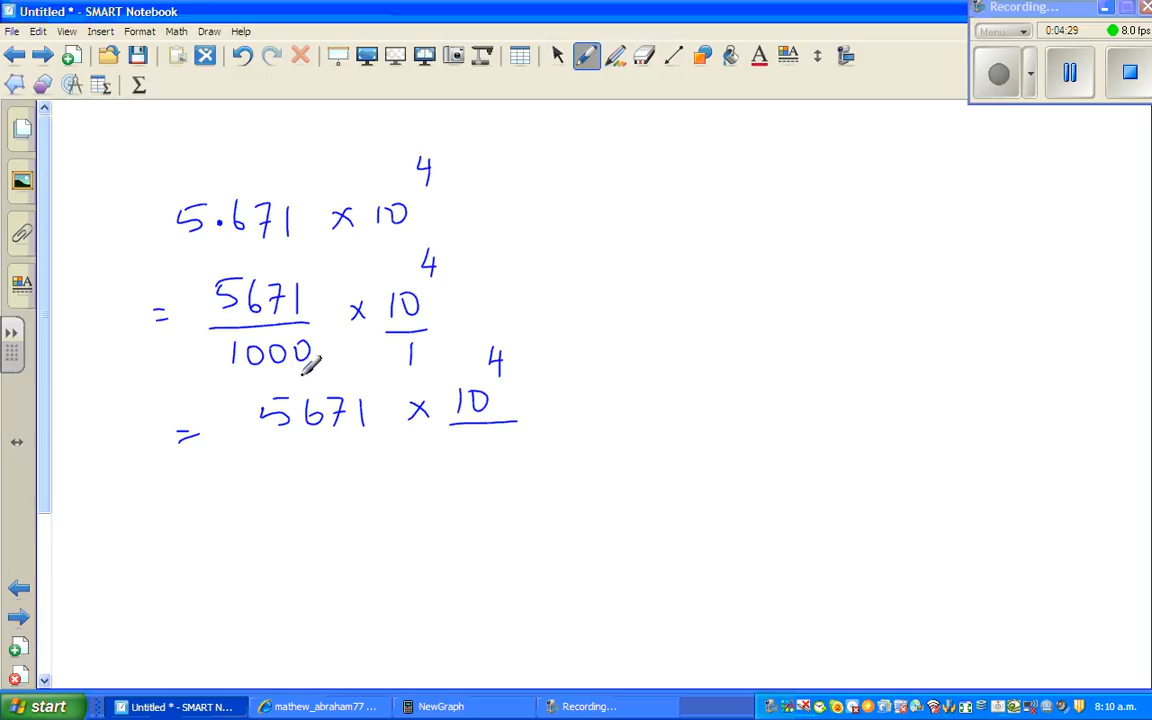 Untitled * - SMART Notebook
Recording...
File Edit View Insert Format Math Draw Help
Menu
0:04:29
8.0 fps
4
5.671 × 10
4
= 5671 × 10
1000 1
4
= 5671 × 10
start
Untitled * - SMART N...
mathew_abraham77 ...
NewGraph
Recording...
8:10 a.m.